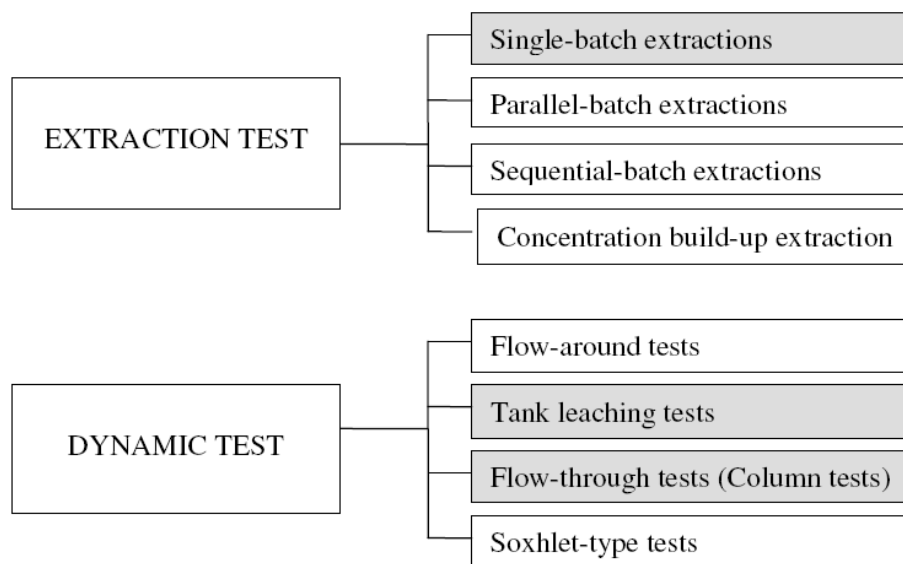 EXTRACTION TEST
Single-batch extractions
Parallel-batch extractions
Sequential-batch extractions
Concentration build-up extraction
DYNAMIC TEST
Flow-around tests
Tank leaching tests
Flow-through tests (Column tests)
Soxhlet-type tests